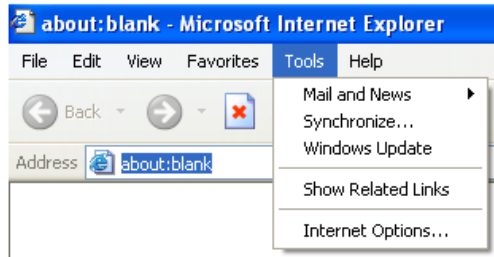 about:blank - Microsoft Internet Explorer
File Edit View Favorites Tools Help
Mail and News
Back
Synchronize...
Windows Update
Address about:blank
Show Related Links
Internet Options...